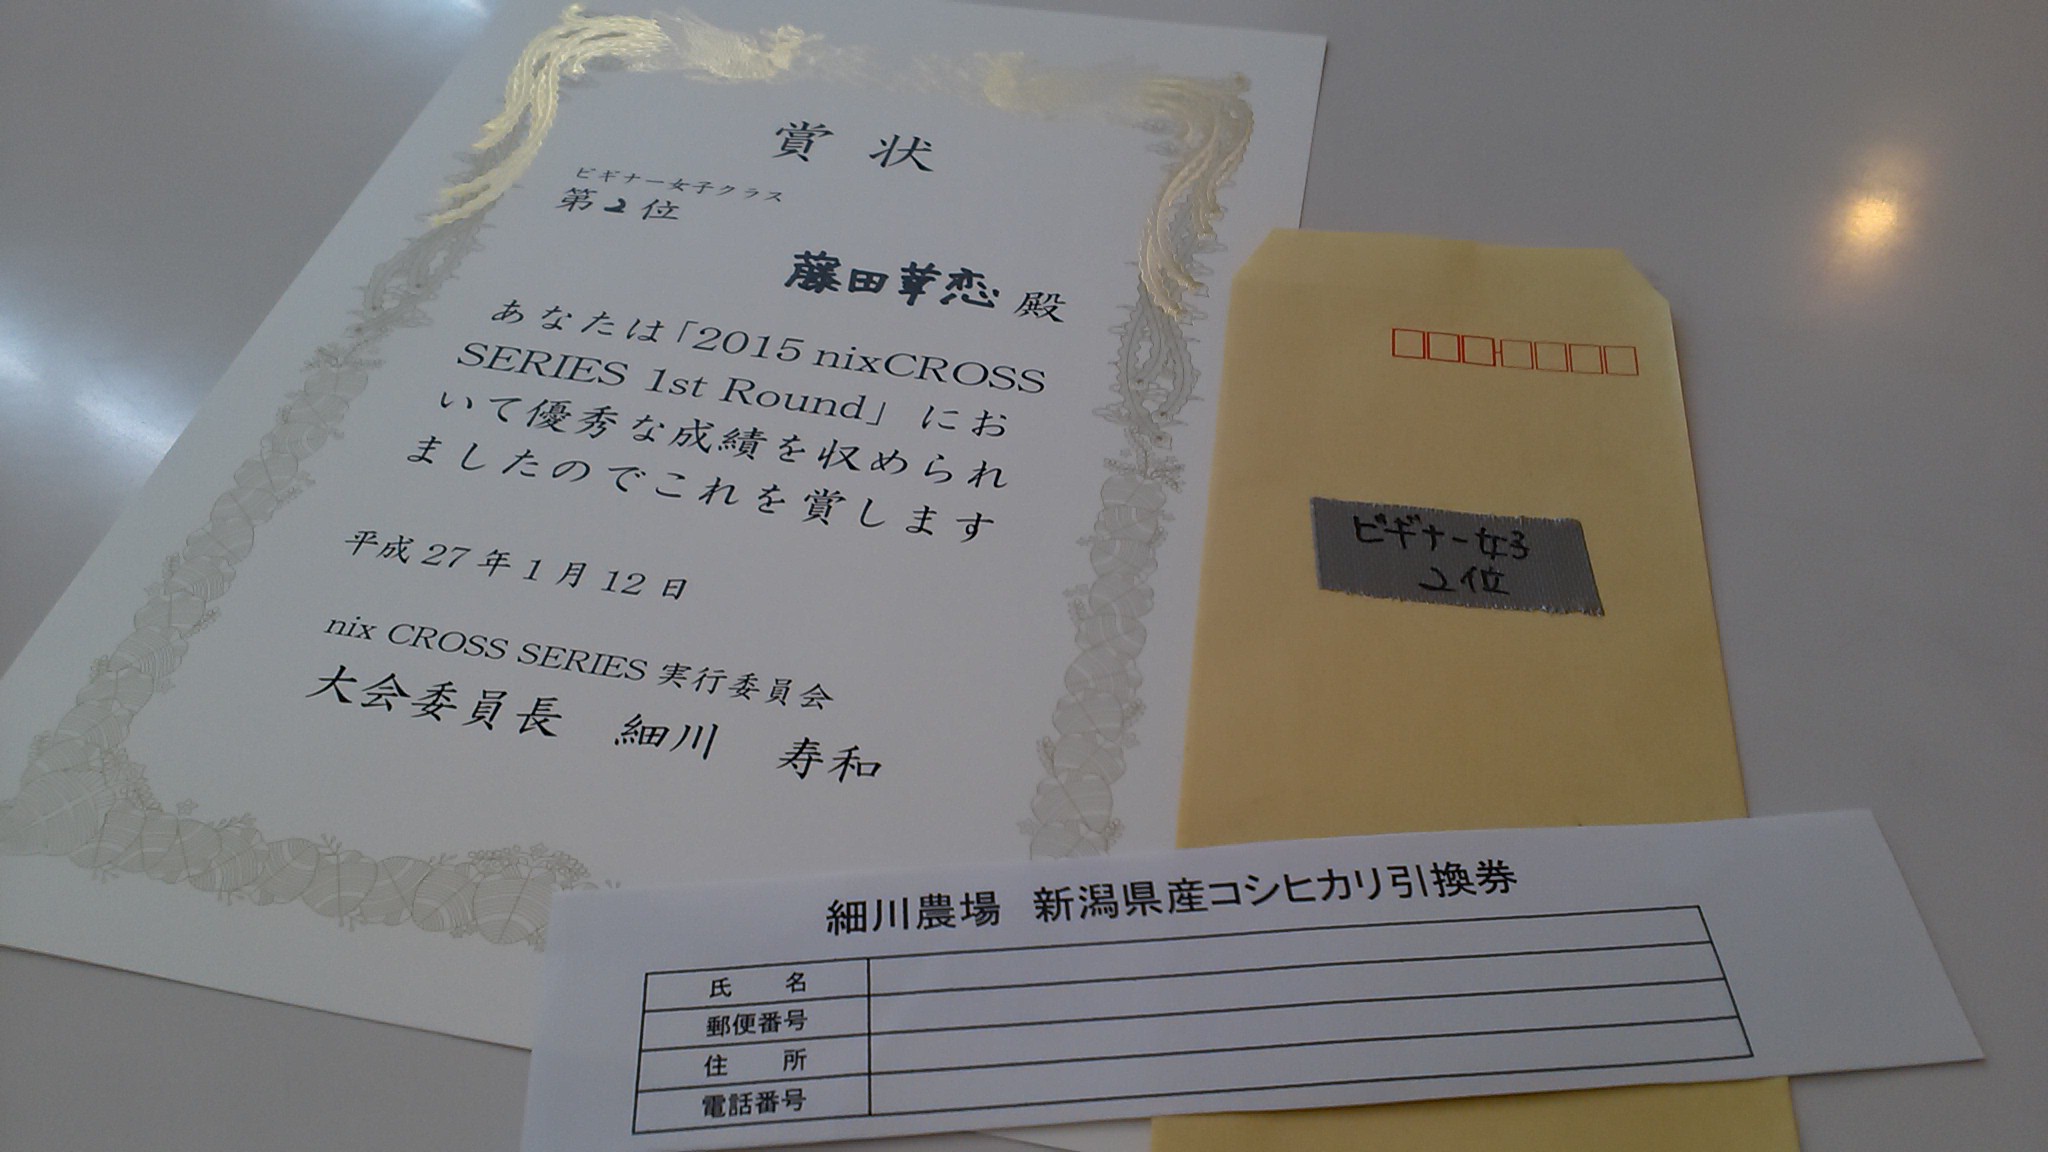 賞状
ビギナー女子クラス
第2位
藤田華恋 殿
あなたは「2015 nixCROSS
SERIES 1st Round」 にお
いて優秀な成績を収められ
ましたのでこれを賞します
平成 27 年 1 月 12 日
nix CROSS SERIES 実行委員会
大会委員長 細川 寿和
ビギナー女子
2位
細川農場 新潟県産コシヒカリ引換券
氏 名
郵便番号
住 所
電話番号